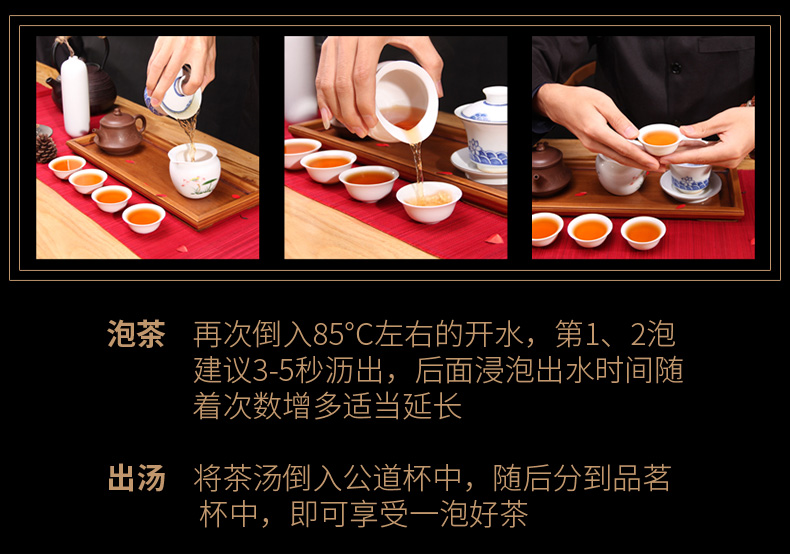 泡茶 再次倒入85°C左右的开水，第1、2泡
建议3-5秒沥出，后面浸泡出水时间随
着次数增多适当延长
出汤 将茶汤倒入公道杯中，随后分到品茗
杯中，即可享受一泡好茶